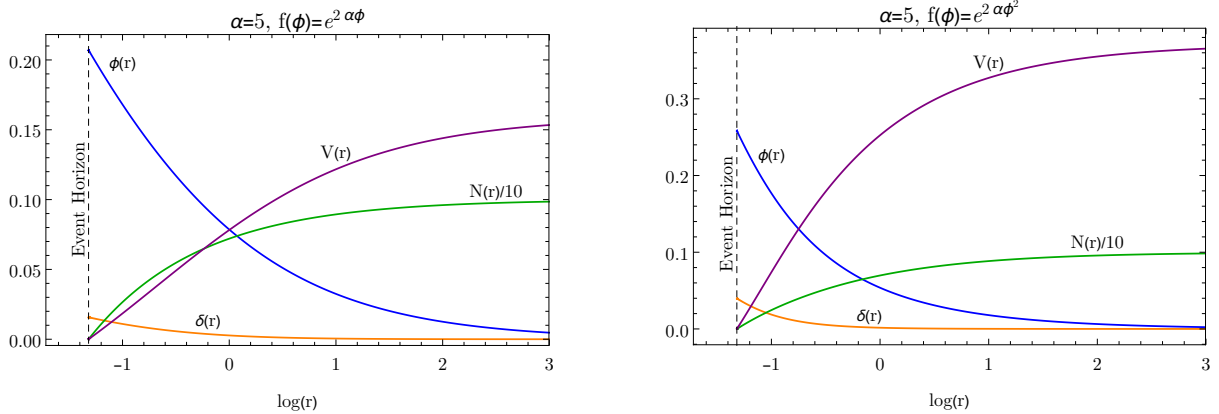 α=5, f(ϕ)=e^{2 αϕ}
0.20
0.15
0.10
0.05
0.00
Event Horizon
ϕ(r)
V(r)
N(r)/10
δ(r)
−1
0
1
2
3
log(r)
α=5, f(ϕ)=e^{2 αϕ²}
0.3
0.2
0.1
0.0
Event Horizon
V(r)
ϕ(r)
N(r)/10
δ(r)
−1
0
1
2
3
log(r)